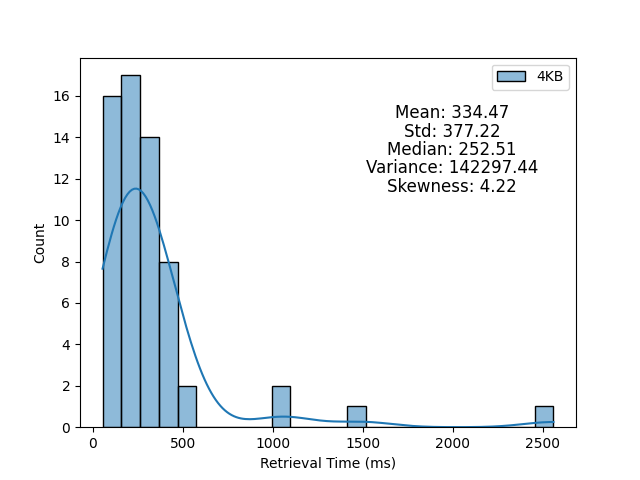 4KB
Mean: 334.47
Std: 377.22
Median: 252.51
Variance: 142297.44
Skewness: 4.22
16
14
12
10
8
6
4
2
0
Count
0 500 1000 1500 2000 2500
Retrieval Time (ms)